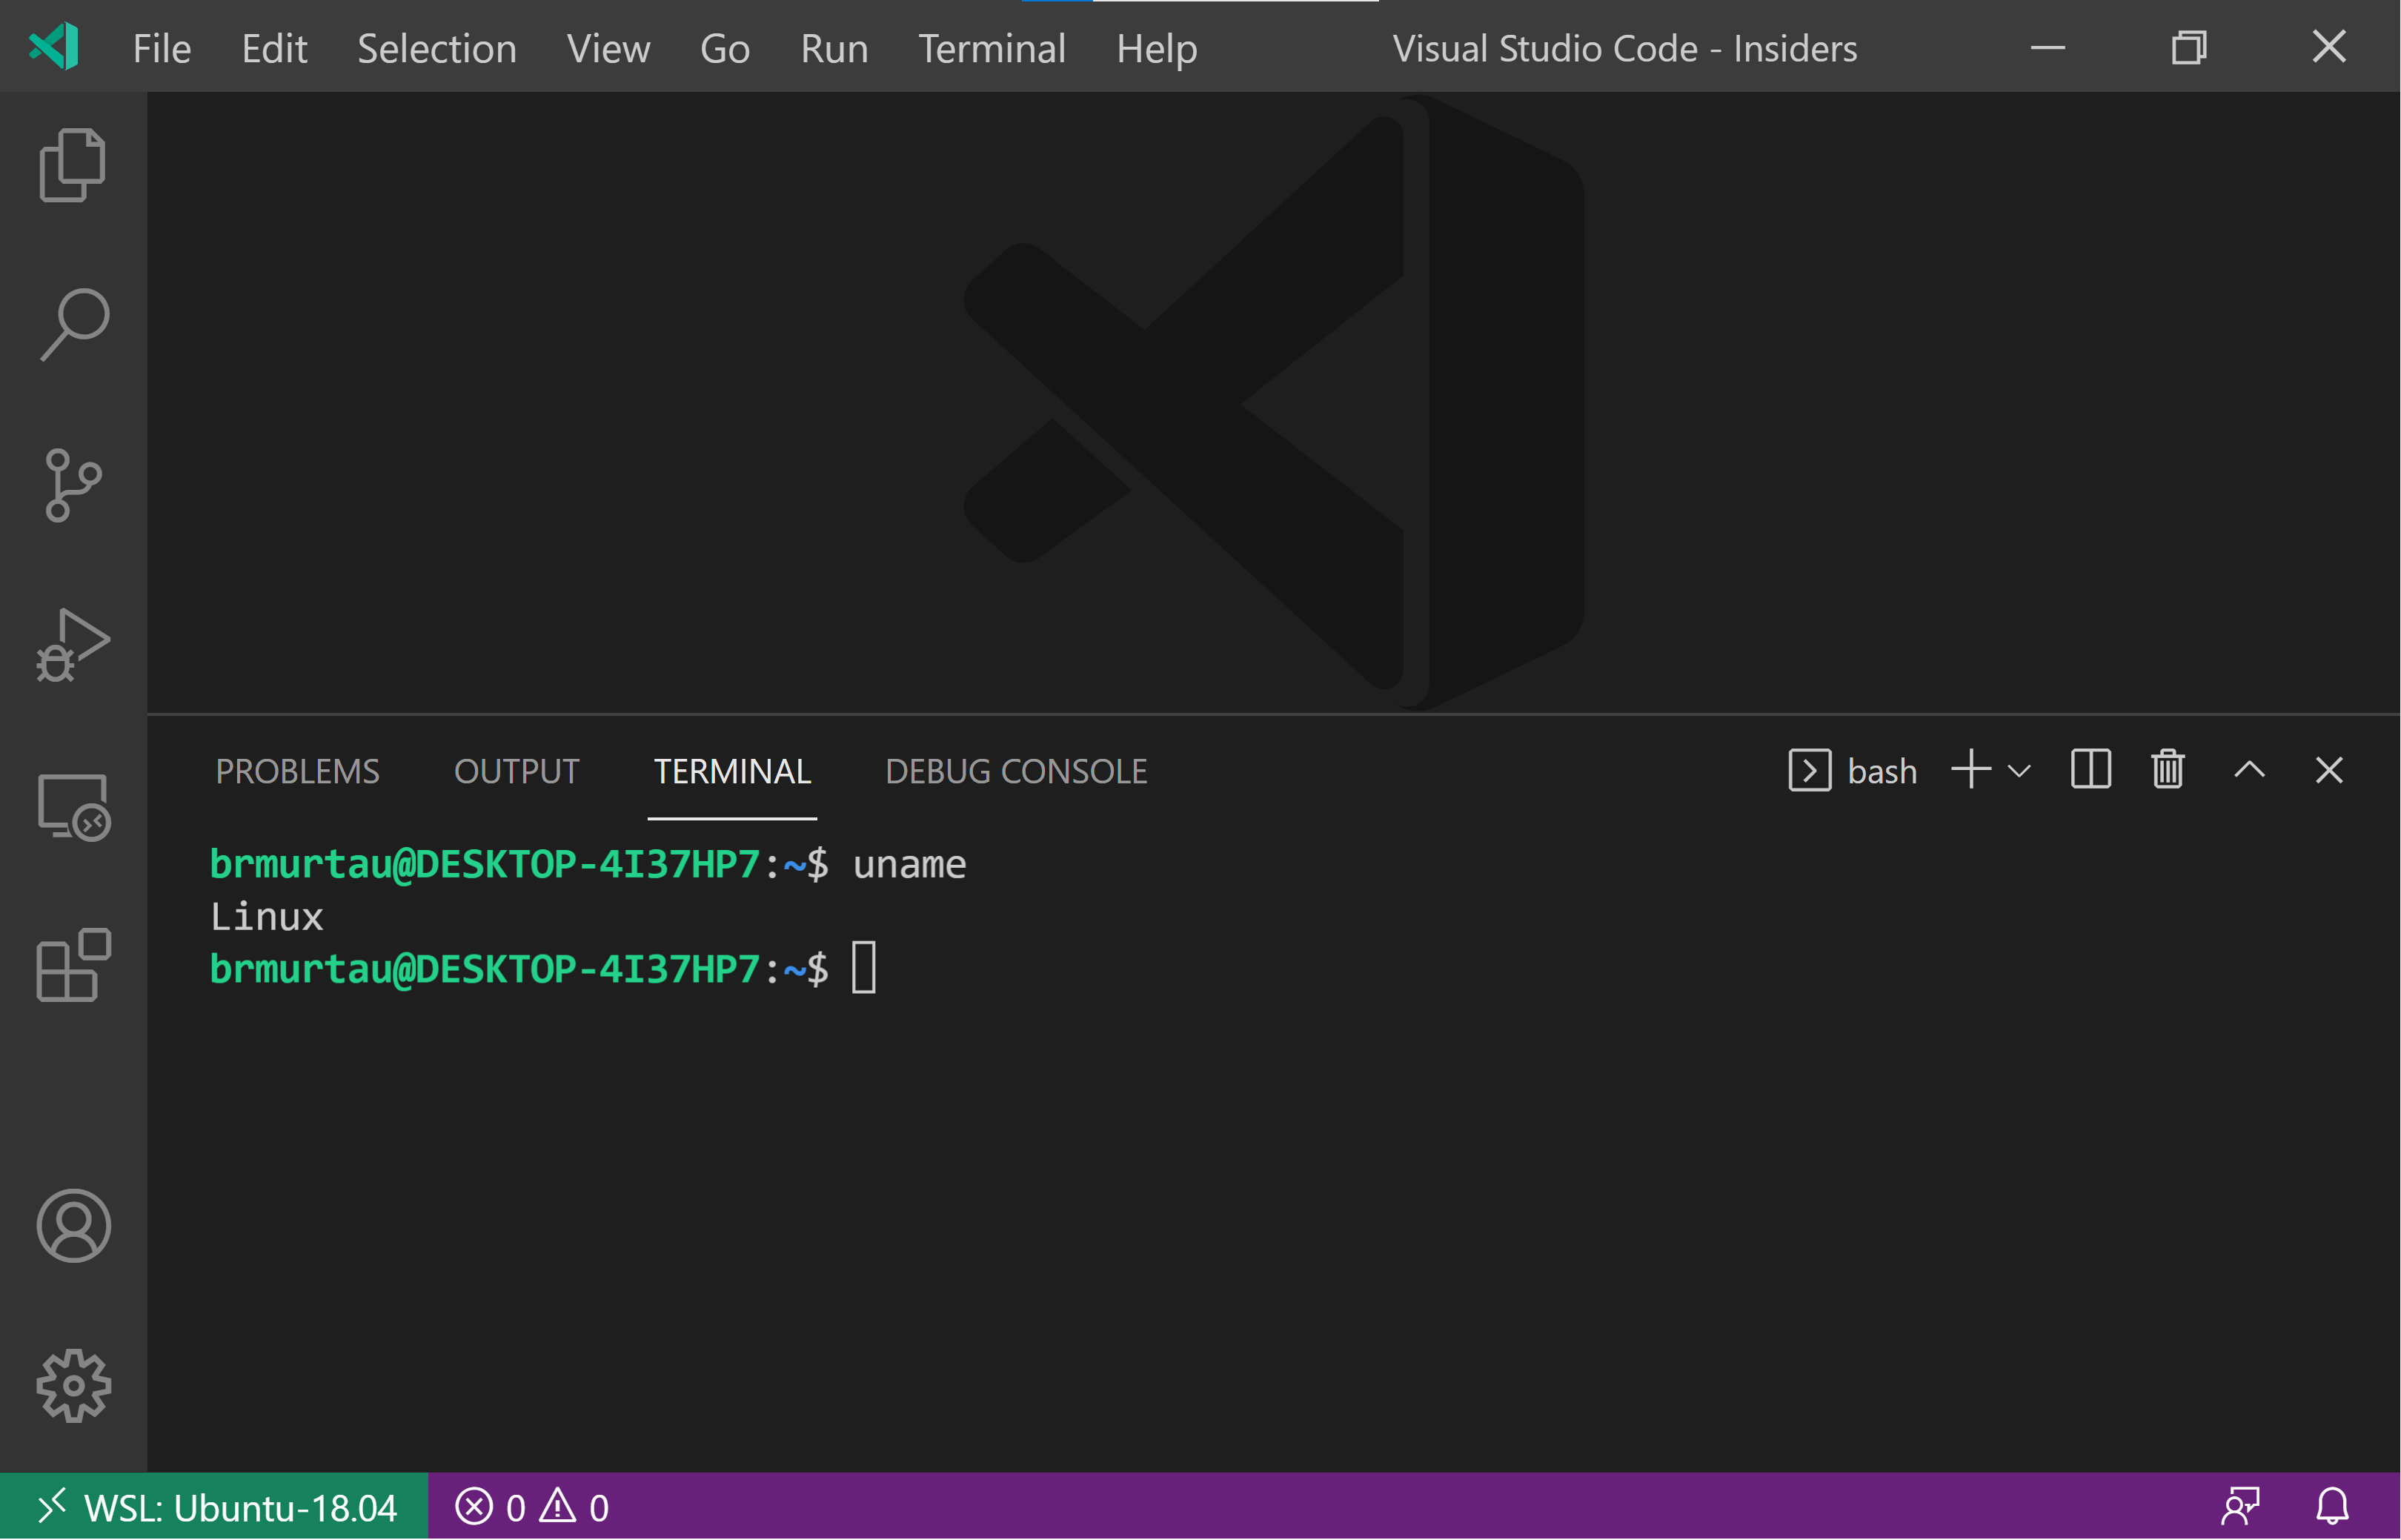 File Edit Selection View Go Run Terminal Help Visual Studio Code - Insiders
PROBLEMS OUTPUT TERMINAL DEBUG CONSOLE bash
brmurtau@DESKTOP-4I37HP7:~$ uname
Linux
brmurtau@DESKTOP-4I37HP7:~$
WSL: Ubuntu-18.04 0 0